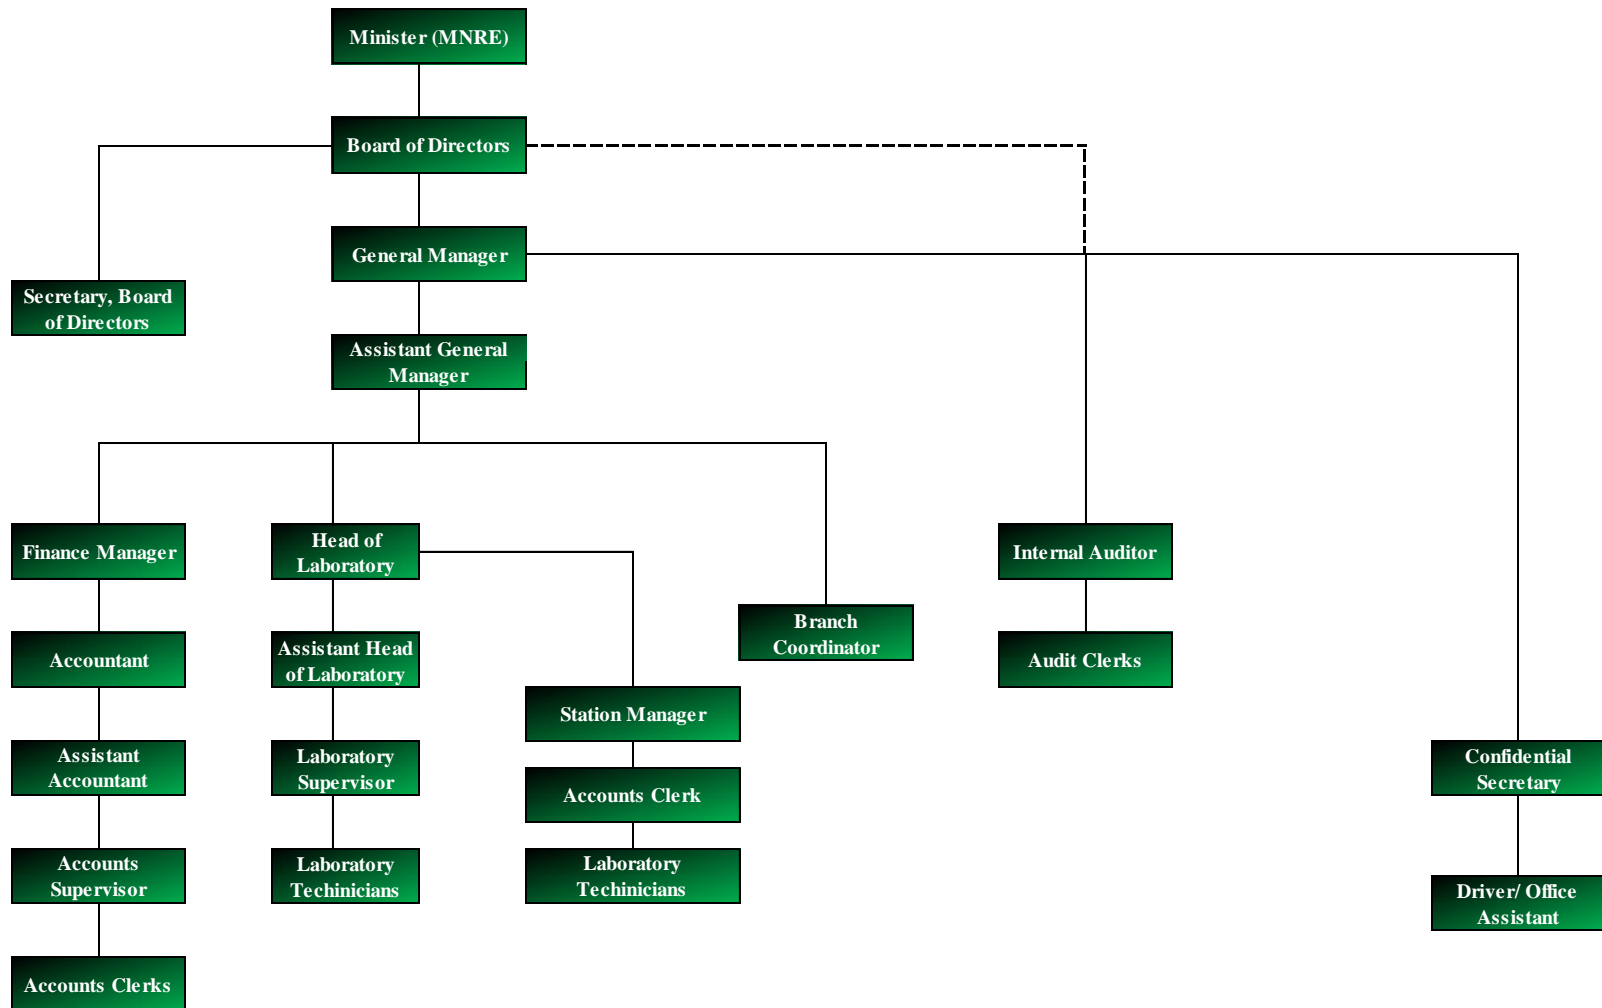 Minister (MNRE)
Board of Directors
General Manager
Secretary, Board
of Directors
Assistant General
Manager
Finance Manager
Head of
Laboratory
Internal Auditor
Branch
Coordinator
Accountant
Assistant Head
of Laboratory
Audit Clerks
Station Manager
Assistant
Accountant
Laboratory
Supervisor
Accounts Clerk
Confidential
Secretary
Accounts
Supervisor
Laboratory
Techinicians
Laboratory
Techinicians
Driver/ Office
Assistant
Accounts Clerks